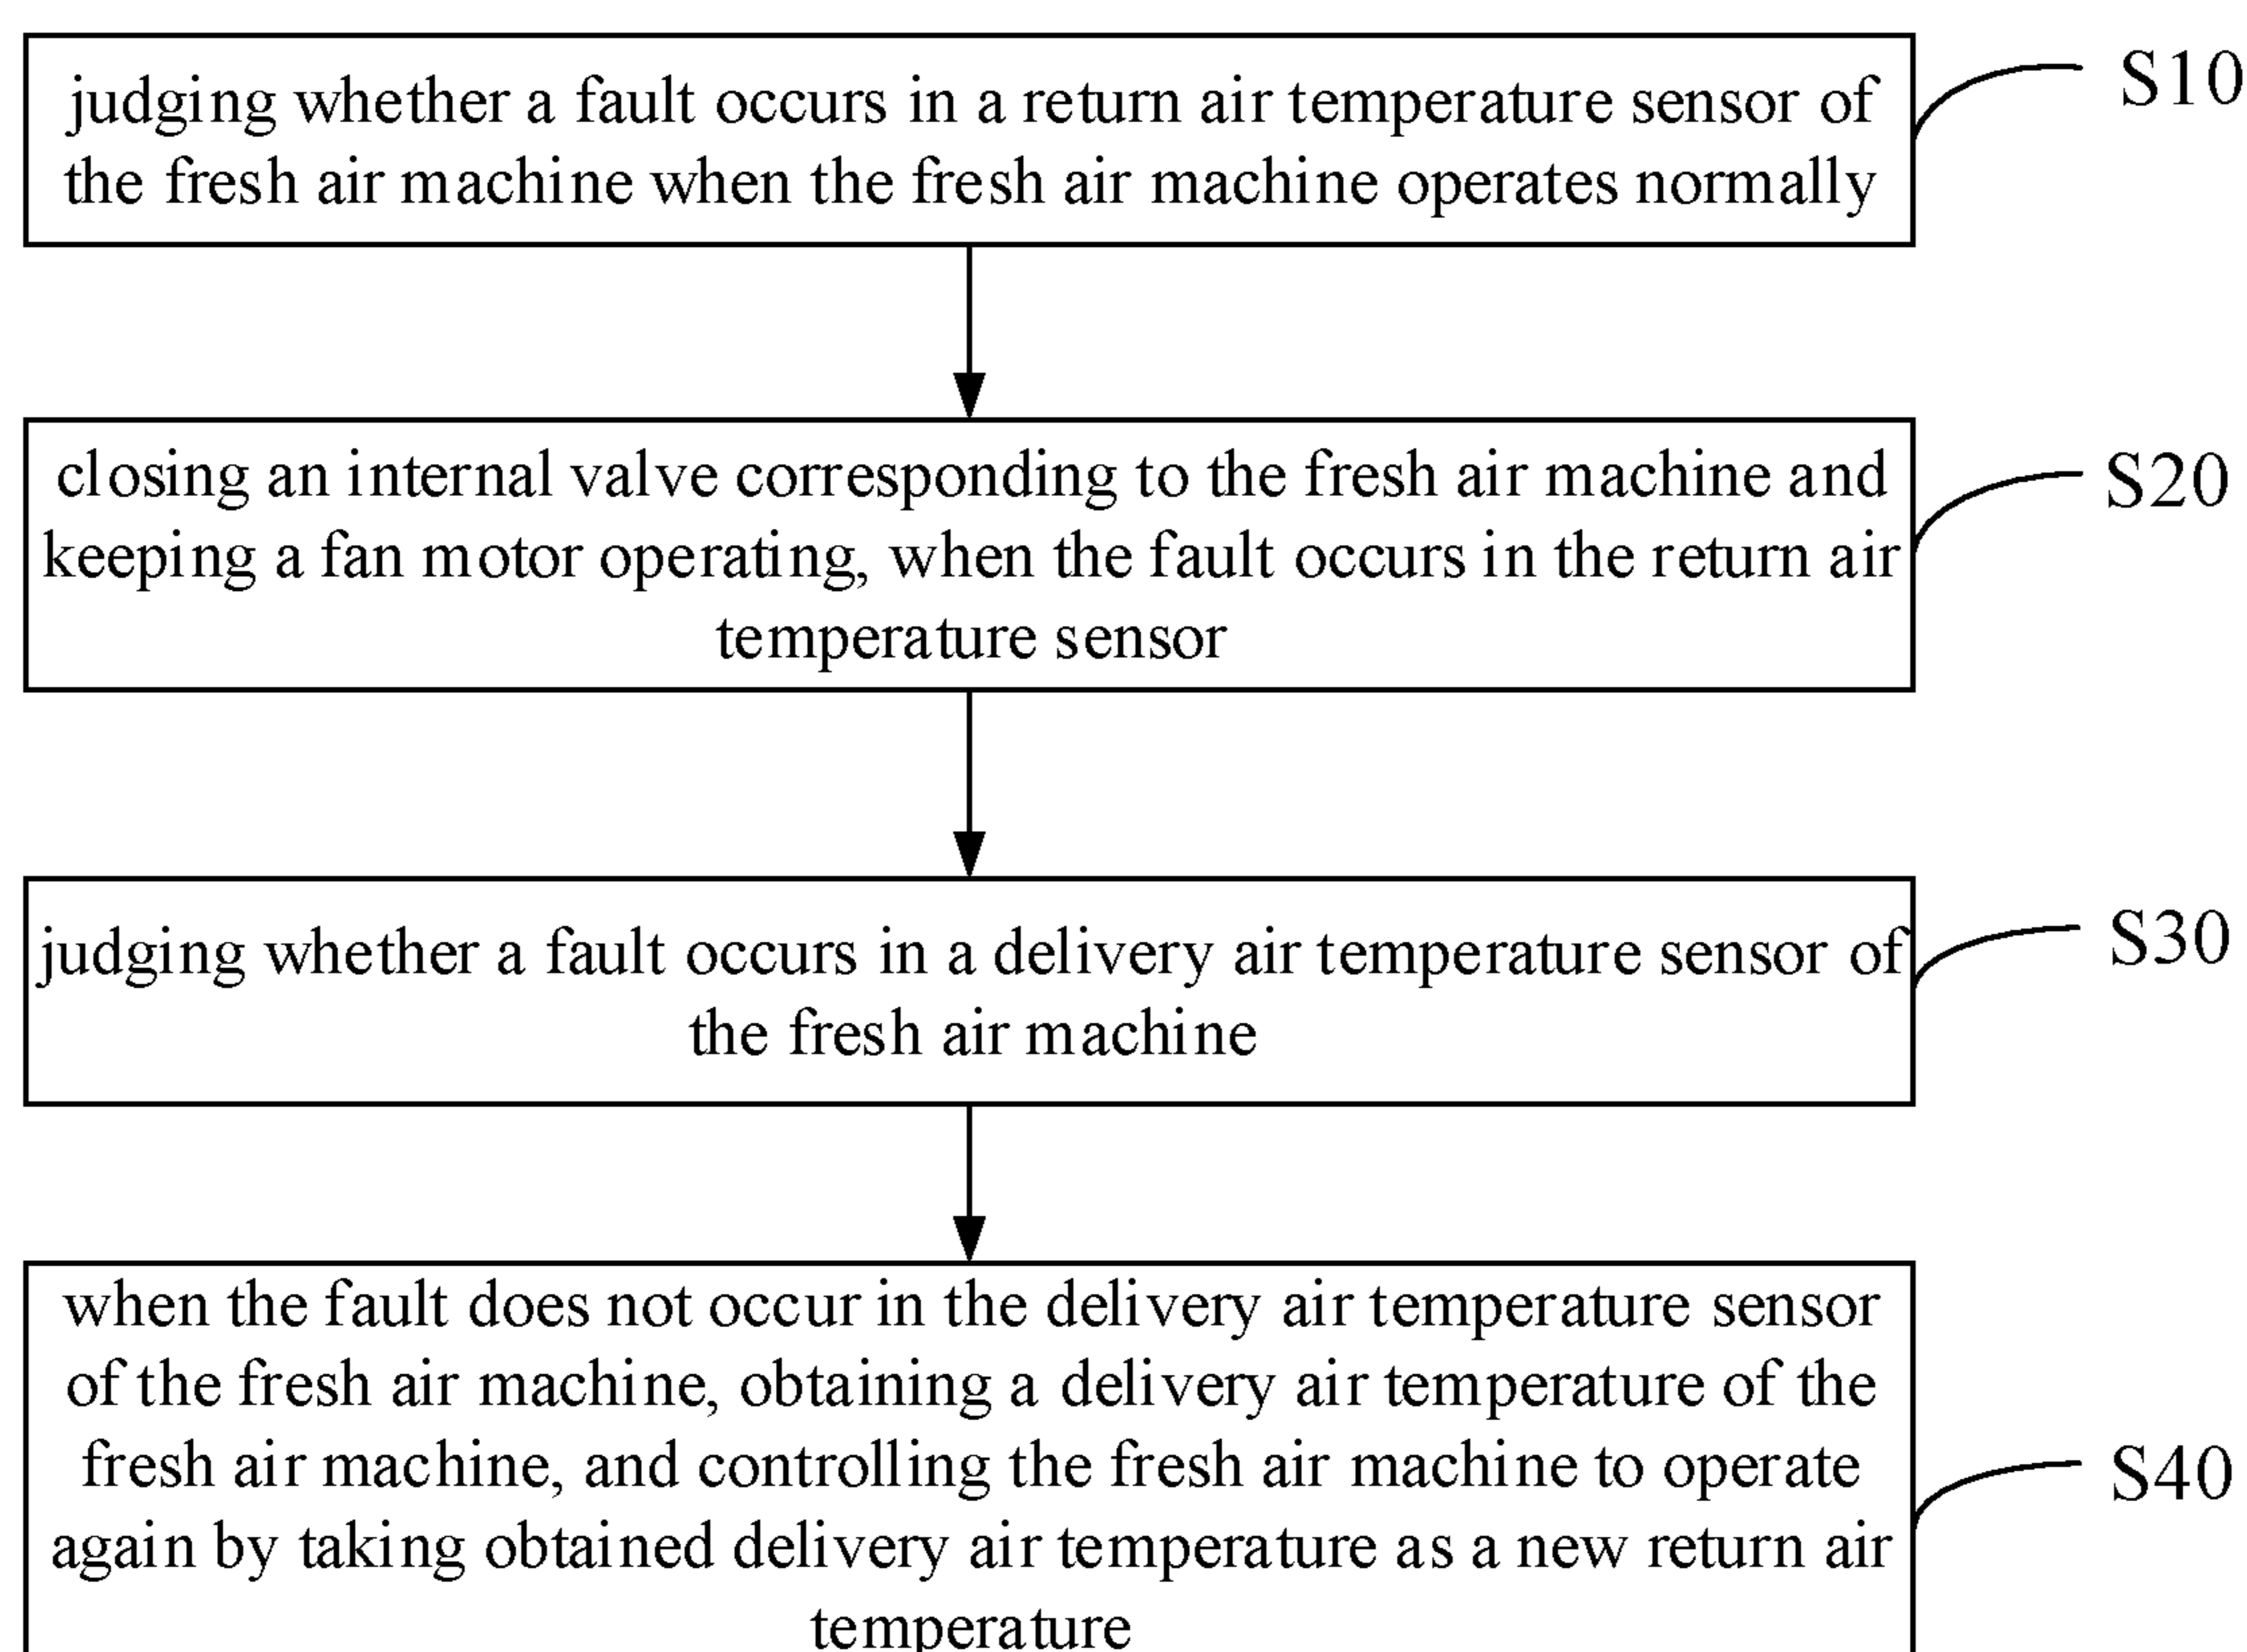 judging whether a fault occurs in a return air temperature sensor of
the fresh air machine when the fresh air machine operates normally
S10
closing an internal valve corresponding to the fresh air machine and
keeping a fan motor operating, when the fault occurs in the return air
temperature sensor
S20
judging whether a fault occurs in a delivery air temperature sensor of
the fresh air machine
S30
when the fault does not occur in the delivery air temperature sensor
of the fresh air machine, obtaining a delivery air temperature of the
fresh air machine, and controlling the fresh air machine to operate
again by taking obtained delivery air temperature as a new return air
temperature
S40